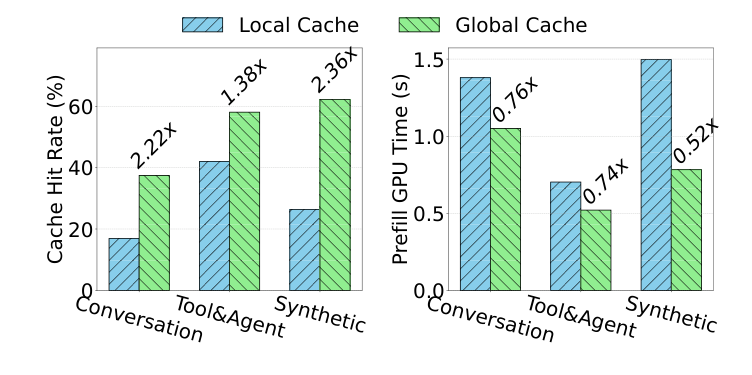 Local Cache
Global Cache
Cache Hit Rate (%)
60
40
20
0
2.22x
1.38x
2.36x
Conversation
Tool&Agent
Synthetic
Prefill GPU Time (s)
1.5
1.0
0.5
0.0
0.76x
0.74x
0.52x
Conversation
Tool&Agent
Synthetic